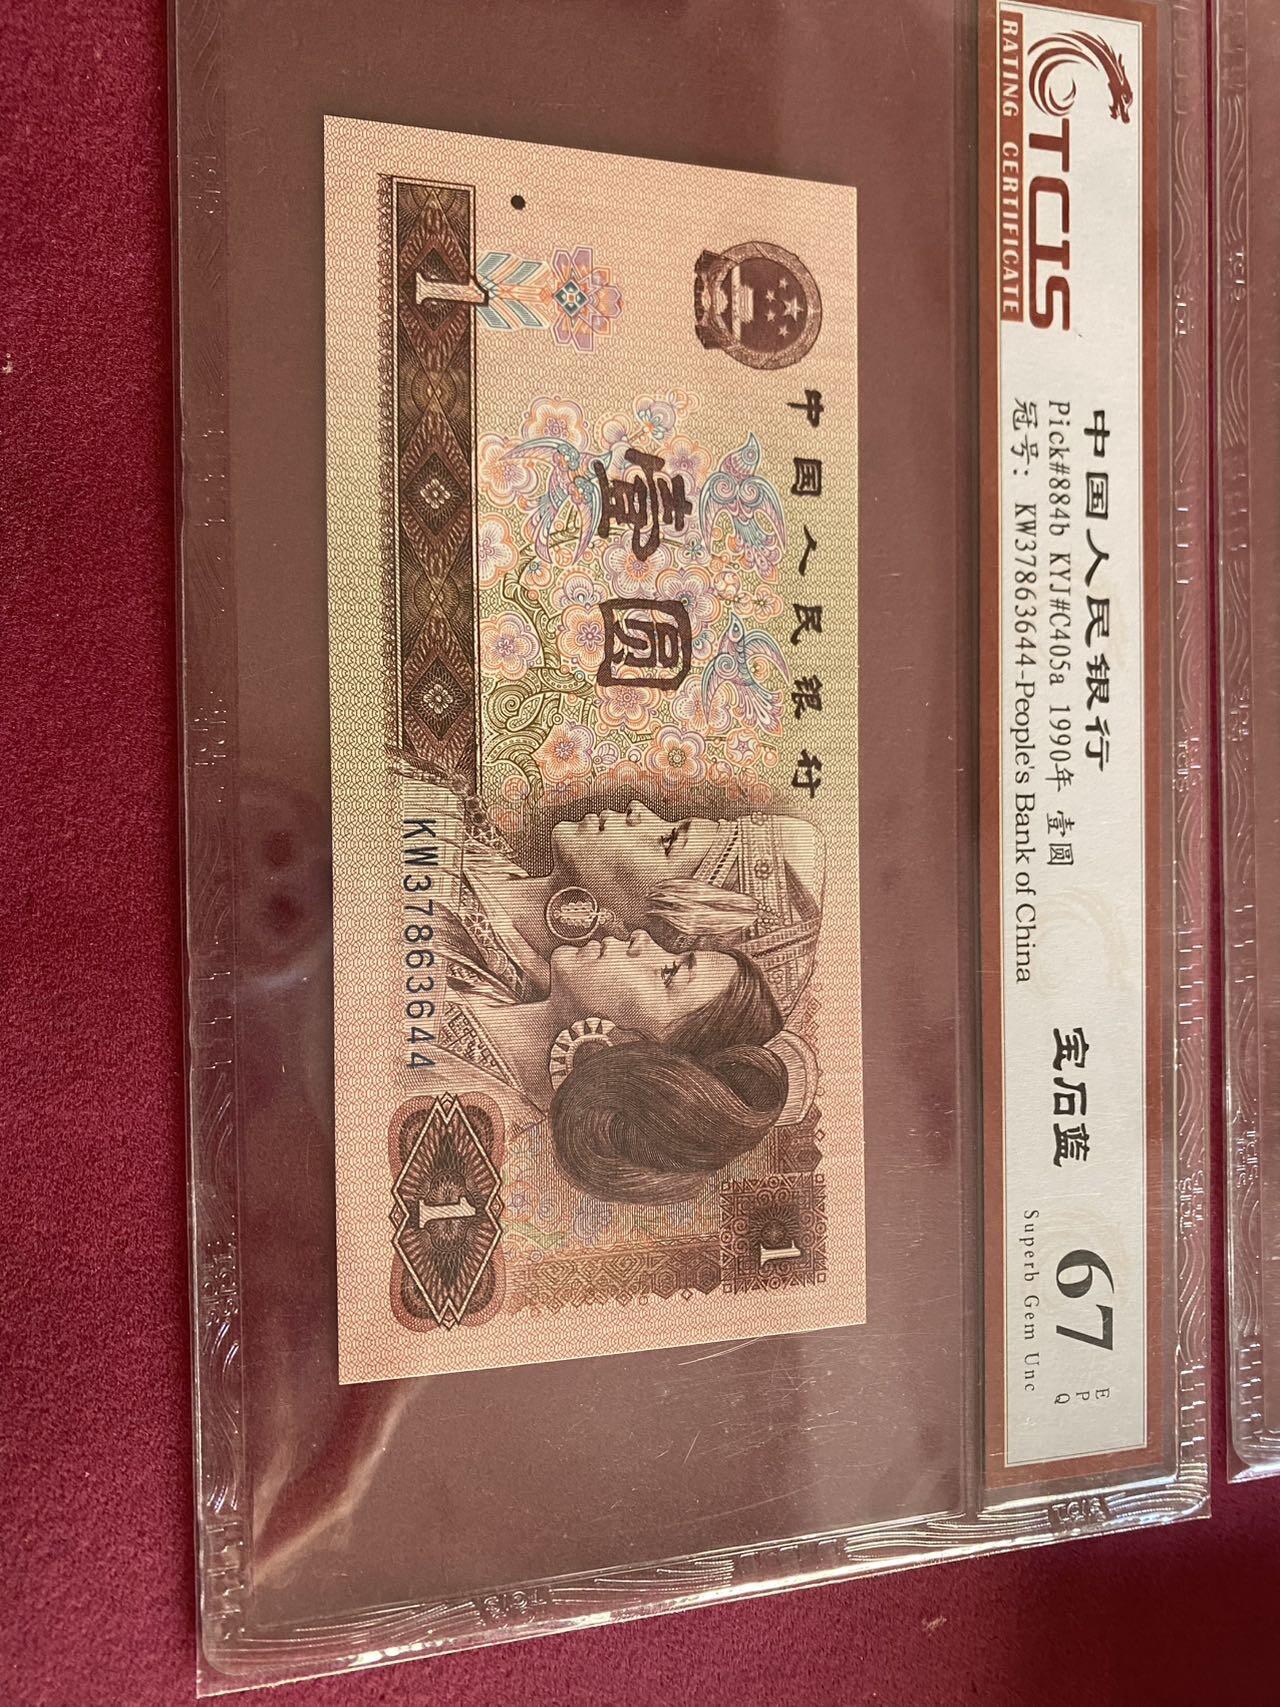 TCIS
RATING CERTIFICATE
中国人民银行
Pick#884b KYJ#C405a 1990年 壹圆
冠号：KW37863644-People's Bank of China
宝石蓝
67
EPQ
Superb Gem Unc
中国人民银行
壹圆
1
KW37863644
1
1
TCIS
TCIS